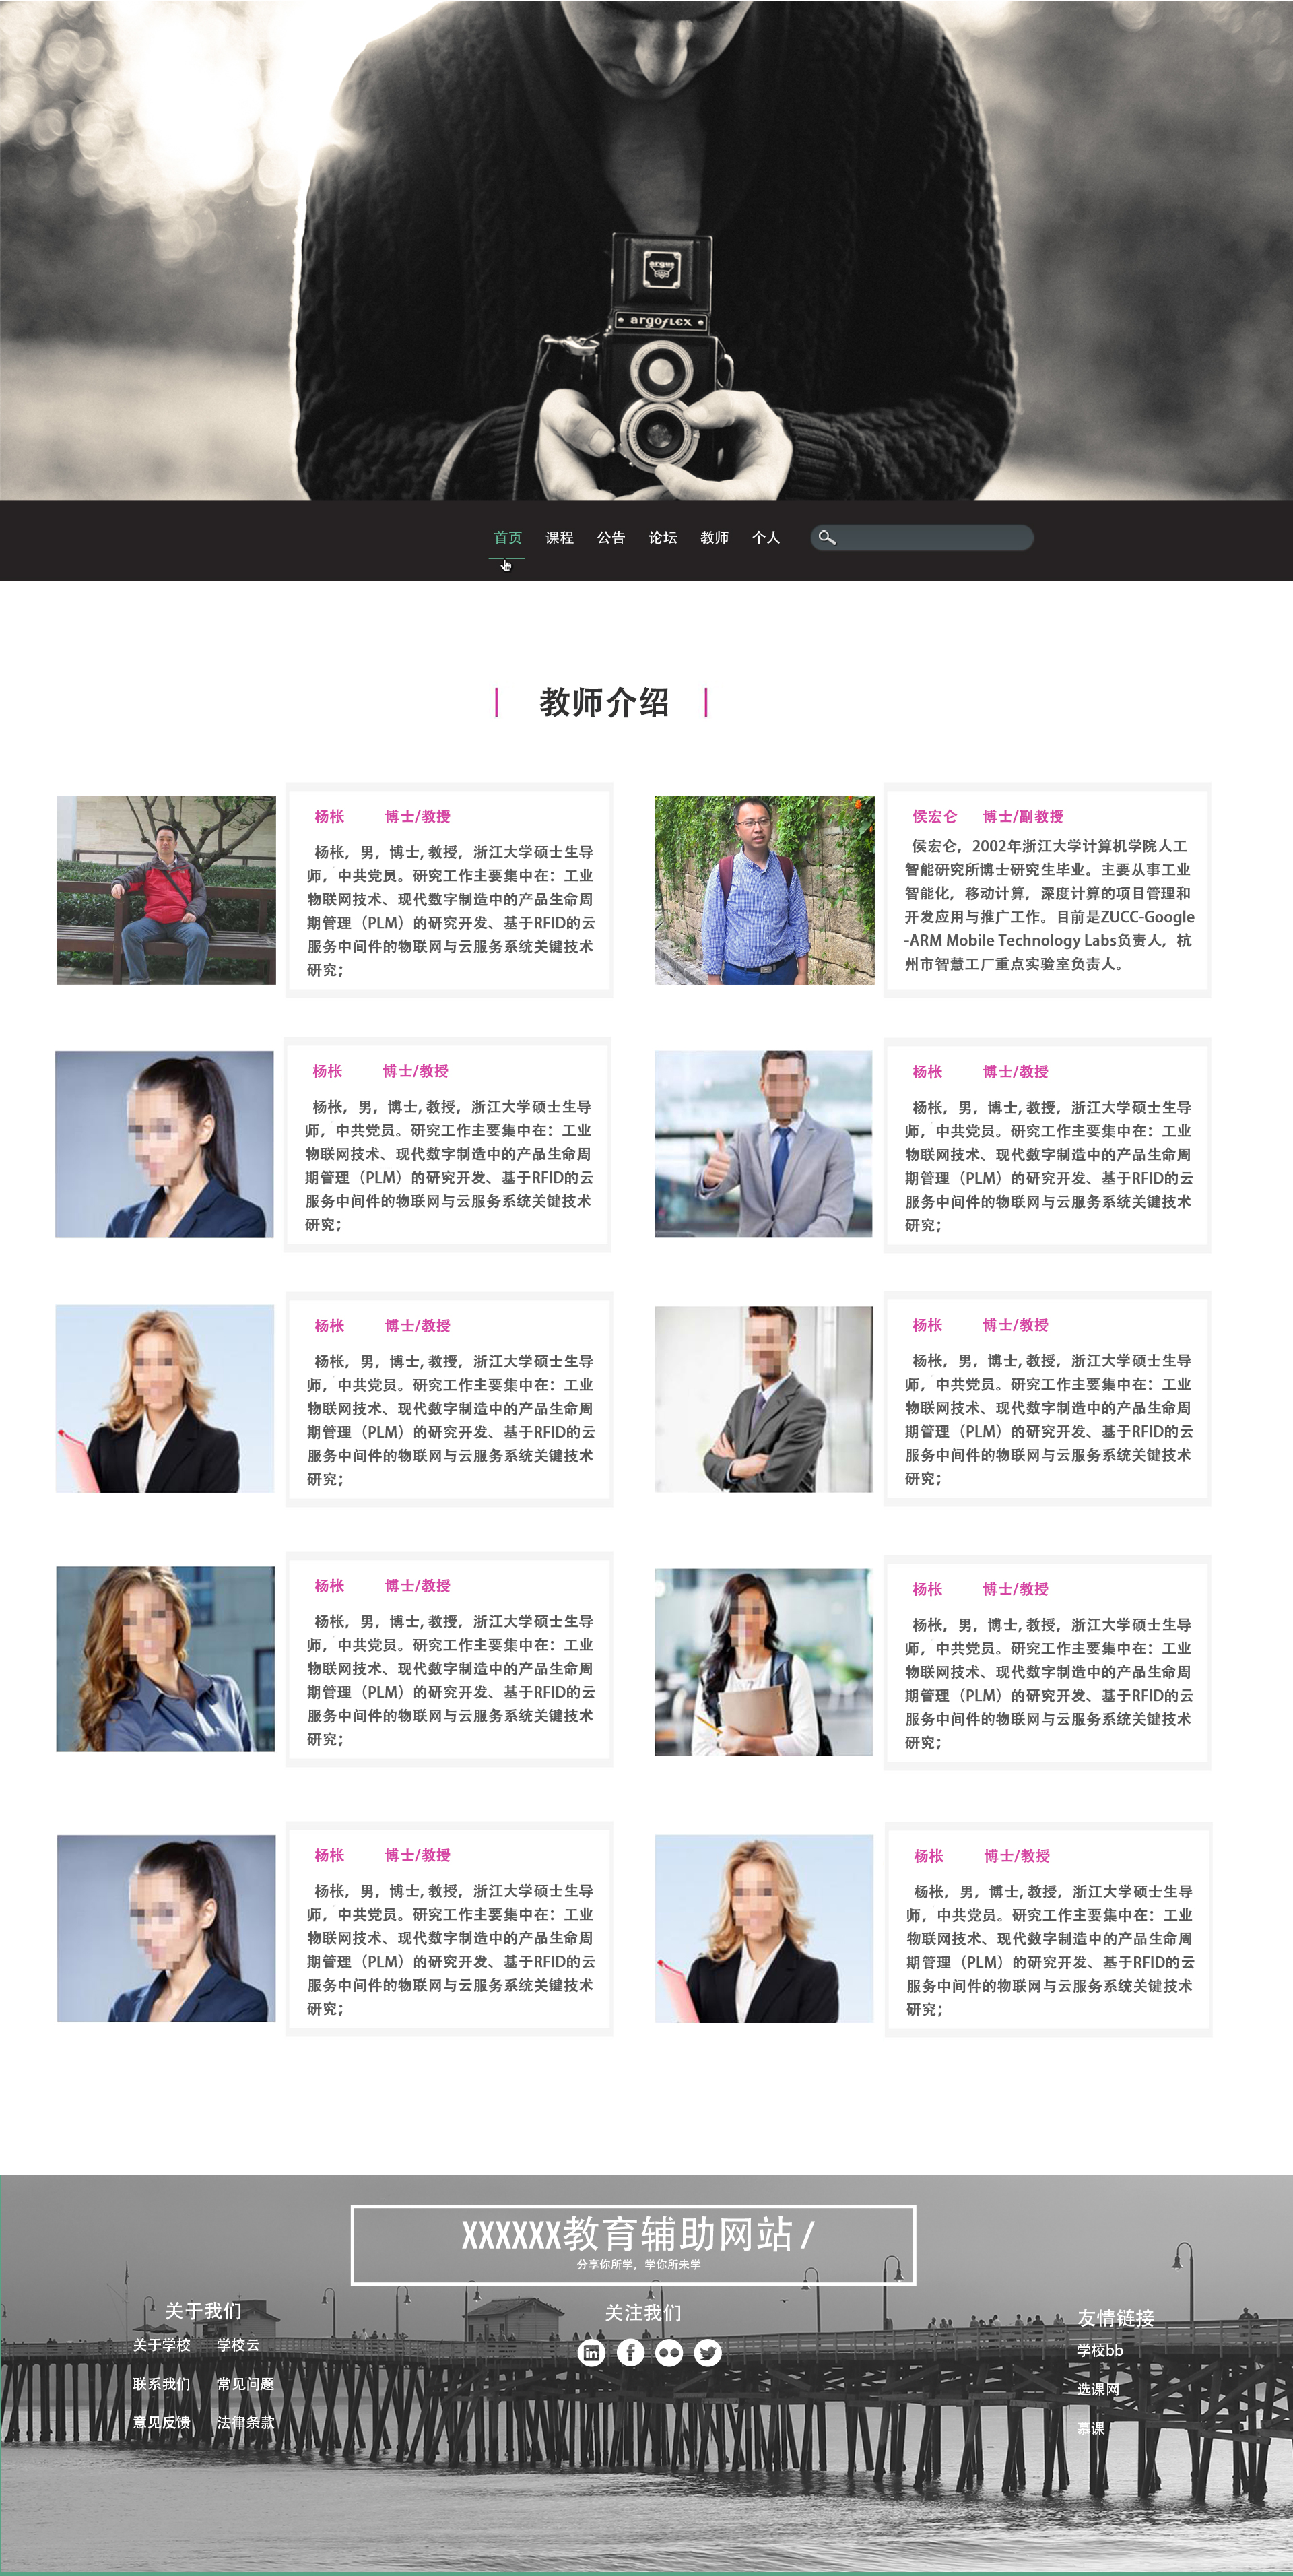 argus
argoflex
首页 课程 公告 论坛 教师 个人
教师介绍
杨枨 博士/教授
杨枨，男，博士, 教授，浙江大学硕士生导
师，中共党员。研究工作主要集中在：工业
物联网技术、现代数字制造中的产品生命周
期管理（PLM）的研究开发、基于RFID的云
服务中间件的物联网与云服务系统关键技术
研究；
侯宏仑 博士/副教授
侯宏仑，2002年浙江大学计算机学院人工
智能研究所博士研究生毕业。主要从事工业
智能化，移动计算，深度计算的项目管理和
开发应用与推广工作。目前是ZUCC-Google
-ARM Mobile Technology Labs负责人，杭
州市智慧工厂重点实验室负责人。
杨枨 博士/教授
杨枨，男，博士, 教授，浙江大学硕士生导
师，中共党员。研究工作主要集中在：工业
物联网技术、现代数字制造中的产品生命周
期管理（PLM）的研究开发、基于RFID的云
服务中间件的物联网与云服务系统关键技术
研究；
杨枨 博士/教授
杨枨，男，博士, 教授，浙江大学硕士生导
师，中共党员。研究工作主要集中在：工业
物联网技术、现代数字制造中的产品生命周
期管理（PLM）的研究开发、基于RFID的云
服务中间件的物联网与云服务系统关键技术
研究；
杨枨 博士/教授
杨枨，男，博士, 教授，浙江大学硕士生导
师，中共党员。研究工作主要集中在：工业
物联网技术、现代数字制造中的产品生命周
期管理（PLM）的研究开发、基于RFID的云
服务中间件的物联网与云服务系统关键技术
研究；
杨枨 博士/教授
杨枨，男，博士, 教授，浙江大学硕士生导
师，中共党员。研究工作主要集中在：工业
物联网技术、现代数字制造中的产品生命周
期管理（PLM）的研究开发、基于RFID的云
服务中间件的物联网与云服务系统关键技术
研究；
杨枨 博士/教授
杨枨，男，博士, 教授，浙江大学硕士生导
师，中共党员。研究工作主要集中在：工业
物联网技术、现代数字制造中的产品生命周
期管理（PLM）的研究开发、基于RFID的云
服务中间件的物联网与云服务系统关键技术
研究；
杨枨 博士/教授
杨枨，男，博士, 教授，浙江大学硕士生导
师，中共党员。研究工作主要集中在：工业
物联网技术、现代数字制造中的产品生命周
期管理（PLM）的研究开发、基于RFID的云
服务中间件的物联网与云服务系统关键技术
研究；
杨枨 博士/教授
杨枨，男，博士, 教授，浙江大学硕士生导
师，中共党员。研究工作主要集中在：工业
物联网技术、现代数字制造中的产品生命周
期管理（PLM）的研究开发、基于RFID的云
服务中间件的物联网与云服务系统关键技术
研究；
杨枨 博士/教授
杨枨，男，博士, 教授，浙江大学硕士生导
师，中共党员。研究工作主要集中在：工业
物联网技术、现代数字制造中的产品生命周
期管理（PLM）的研究开发、基于RFID的云
服务中间件的物联网与云服务系统关键技术
研究；
XXXXXX教育辅助网站 /
分享你所学，学你所未学
关于我们
关于学校 学校云
联系我们 常见问题
意见反馈 法律条款
关注我们
友情链接
学校bb
选课网
慕课